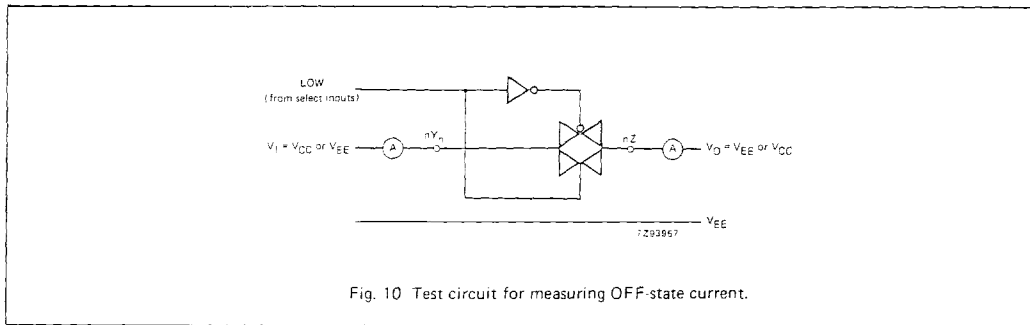 LOW
(from select inputs)
V_I = V_CC or V_EE
A
nY_n
nZ
A
V_O = V_EE or V_CC
V_EE
7Z93967
Fig. 10 Test circuit for measuring OFF-state current.